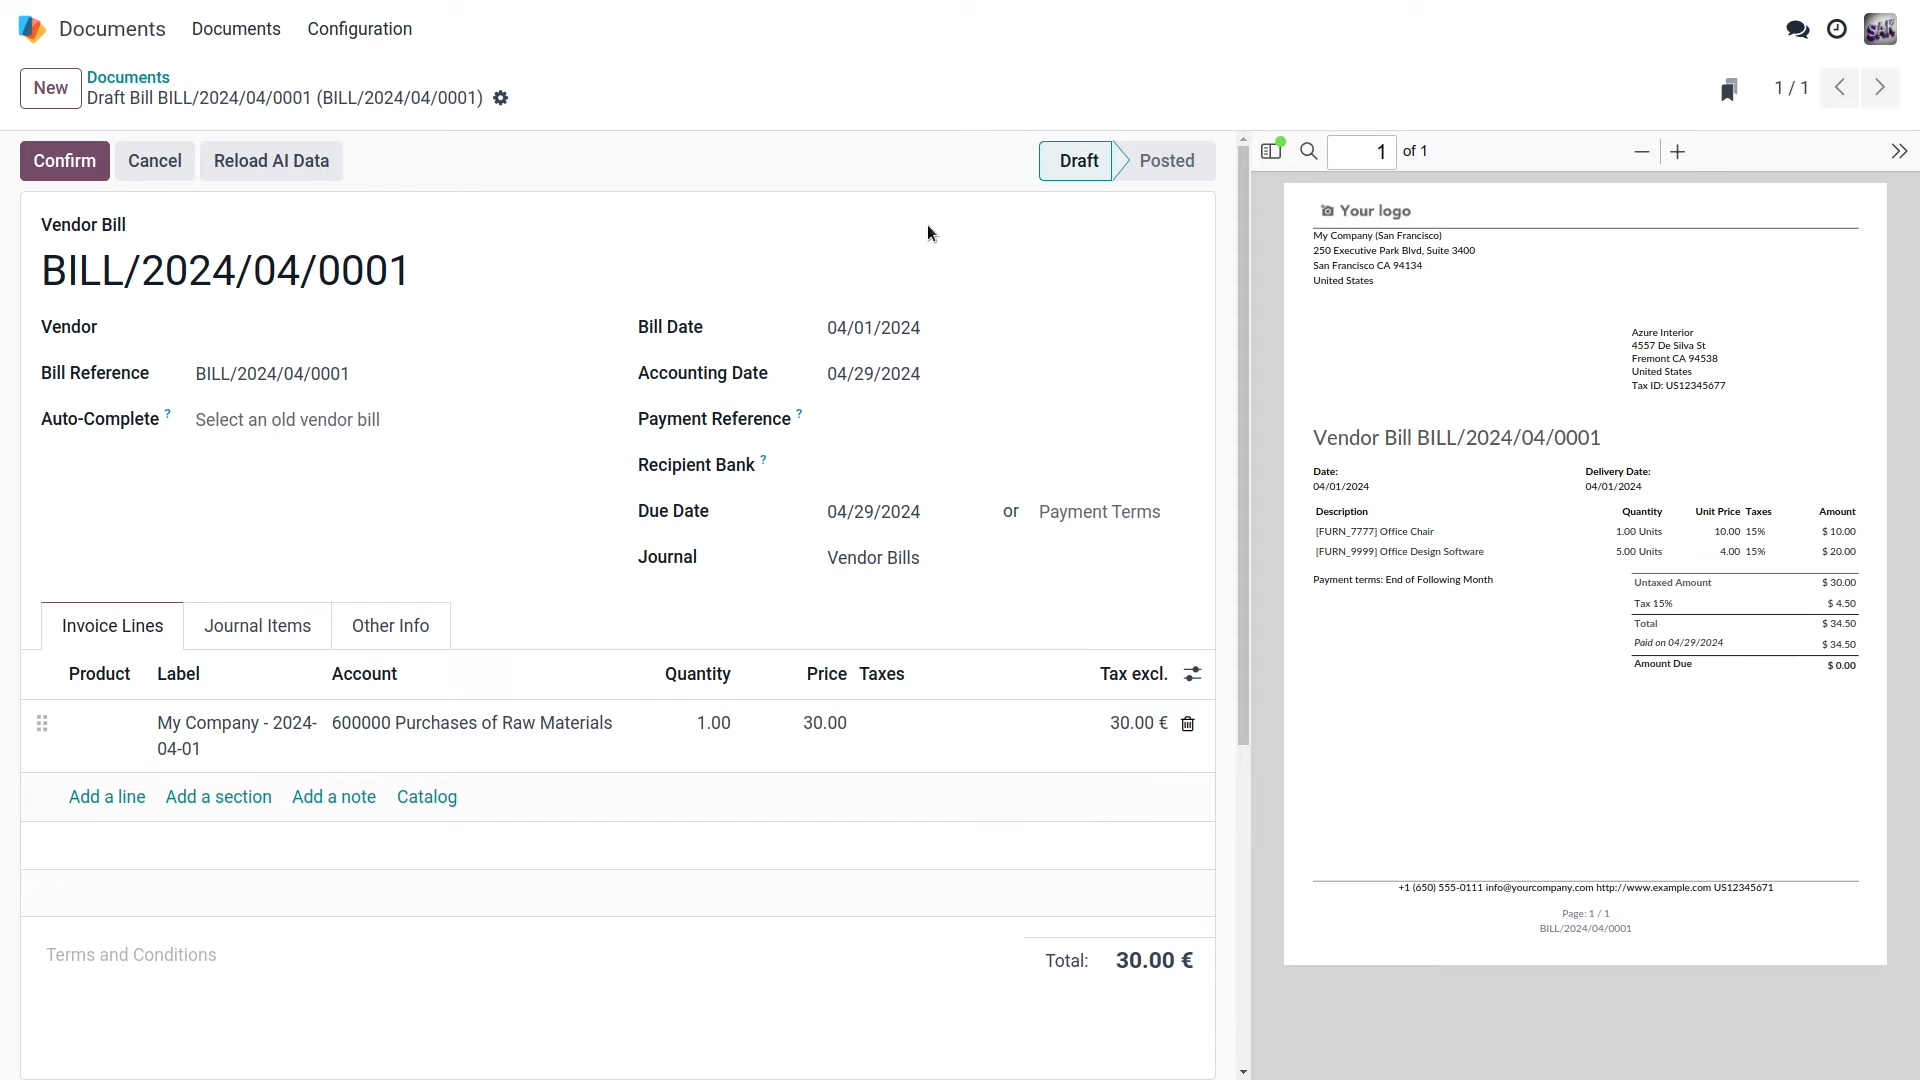 Documents Documents Configuration
New Documents
Draft Bill BILL/2024/04/0001 (BILL/2024/04/0001)
1 / 1
Confirm Cancel Reload AI Data Draft Posted
Vendor Bill
BILL/2024/04/0001
Vendor Bill Date 04/01/2024
Bill Reference BILL/2024/04/0001 Accounting Date 04/29/2024
Auto-Complete ? Select an old vendor bill Payment Reference ?
Recipient Bank ?
Due Date 04/29/2024 or Payment Terms
Journal Vendor Bills
Invoice Lines Journal Items Other Info
Product Label Account Quantity Price Taxes Tax excl.
My Company - 2024- 600000 Purchases of Raw Materials 1.00 30.00 30.00 €
04-01
Add a line Add a section Add a note Catalog
Terms and Conditions
Total: 30.00 €
1 of 1
Your logo
My Company (San Francisco)
250 Executive Park Blvd, Suite 3400
San Francisco CA 94134
United States
Azure Interior
4557 De Silva St
Fremont CA 94538
United States
Tax ID: US12345677
Vendor Bill BILL/2024/04/0001
Date: Delivery Date:
04/01/2024 04/01/2024
Description Quantity Unit Price Taxes Amount
[FURN_7777] Office Chair 1.00 Units 10.00 15% $ 10.00
[FURN_9999] Office Design Software 5.00 Units 4.00 15% $ 20.00
Payment terms: End of Following Month
Untaxed Amount $ 30.00
Tax 15% $ 4.50
Total $ 34.50
Paid on 04/29/2024 $ 34.50
Amount Due $ 0.00
+1 (650) 555-0111 info@yourcompany.com http://www.example.com US12345671
Page: 1 / 1
BILL/2024/04/0001